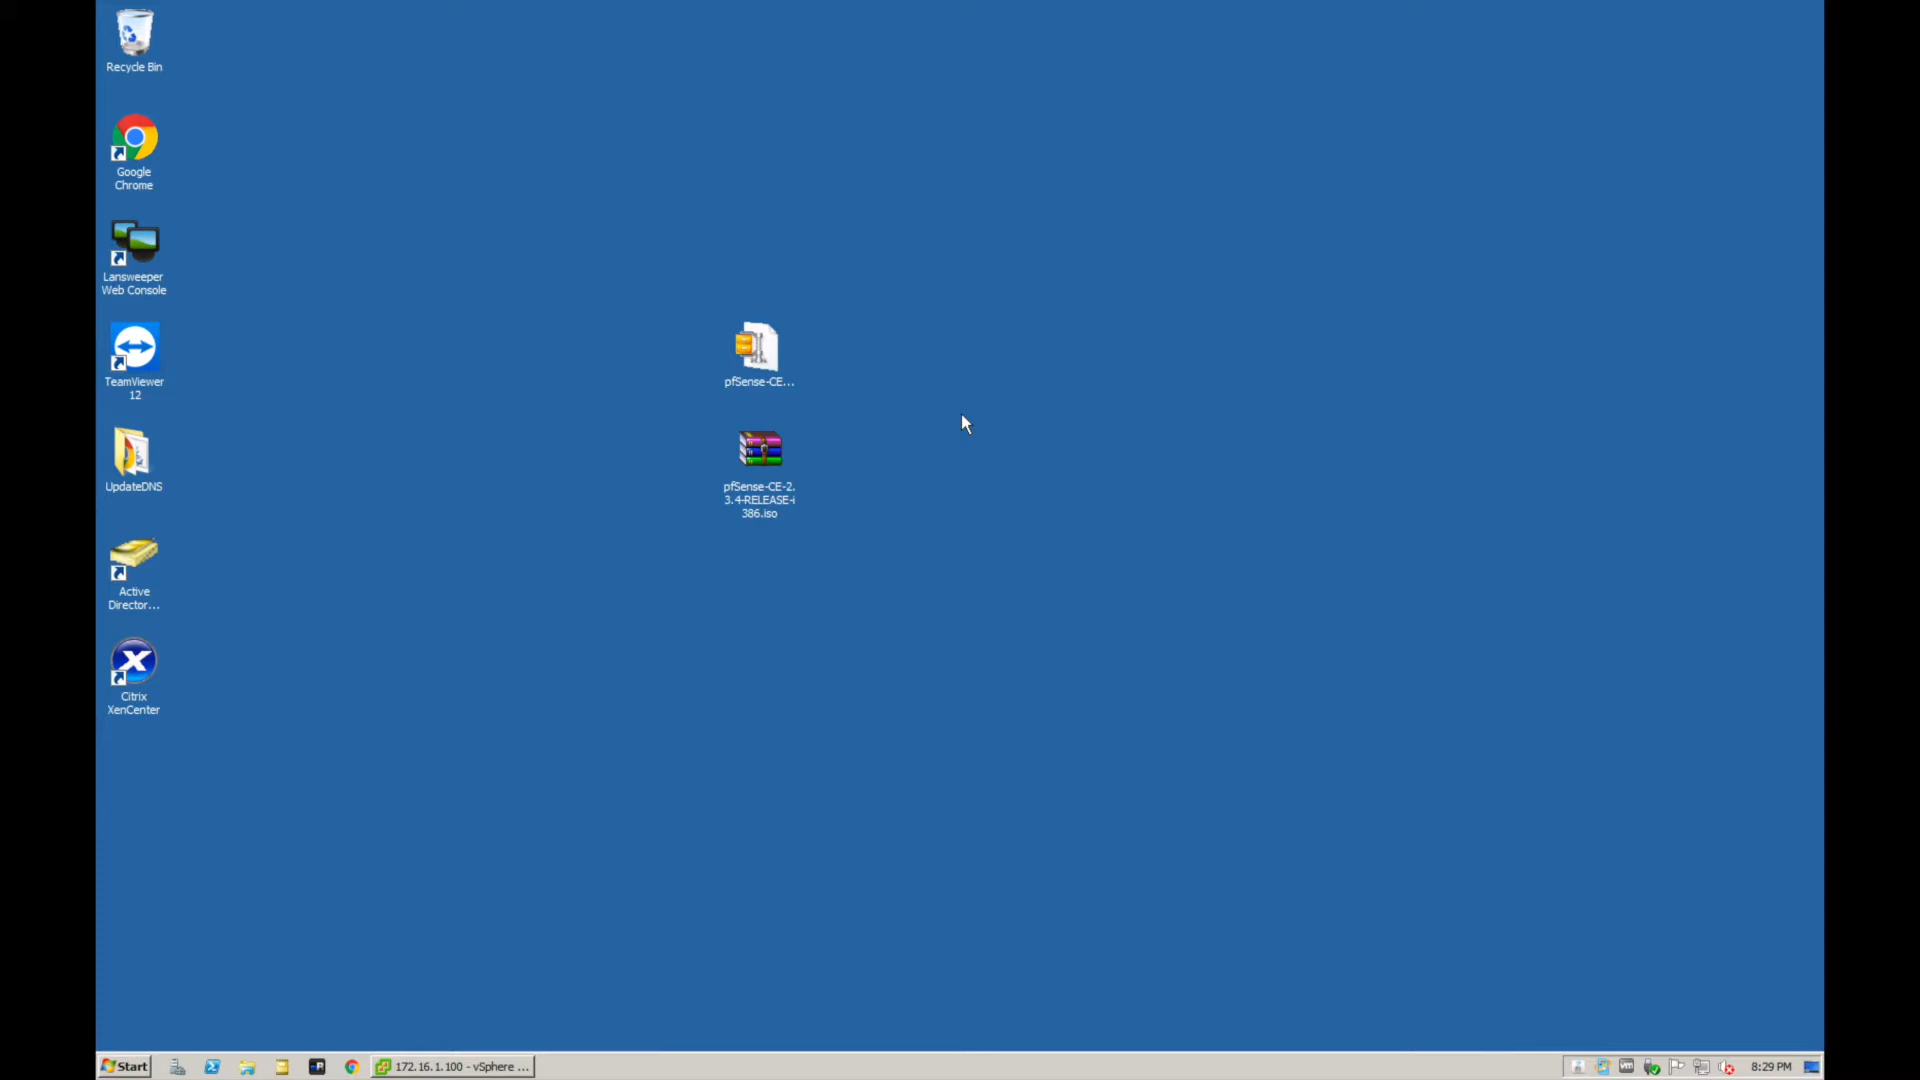 Recycle Bin
Google
Chrome
Lansweeper
Web Console
TeamViewer
12
UpdateDNS
Active
Director...
Citrix
XenCenter
pfSense-CE...
pfSense-CE-2.
3.4-RELEASE-i
386.iso
Start
172.16.1.100 - vSphere ...
8:29 PM